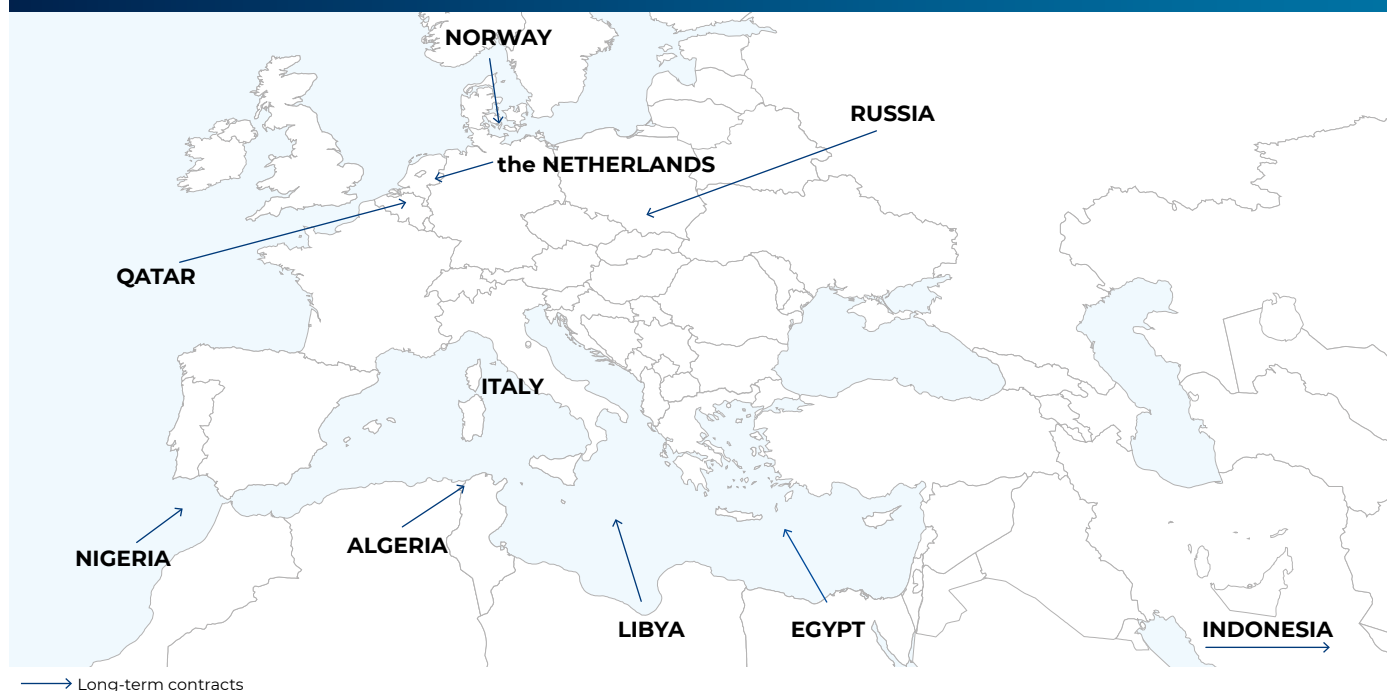 NORWAY
RUSSIA
the NETHERLANDS
QATAR
ITALY
ALGERIA
NIGERIA
LIBYA
EGYPT
INDONESIA
Long-term contracts